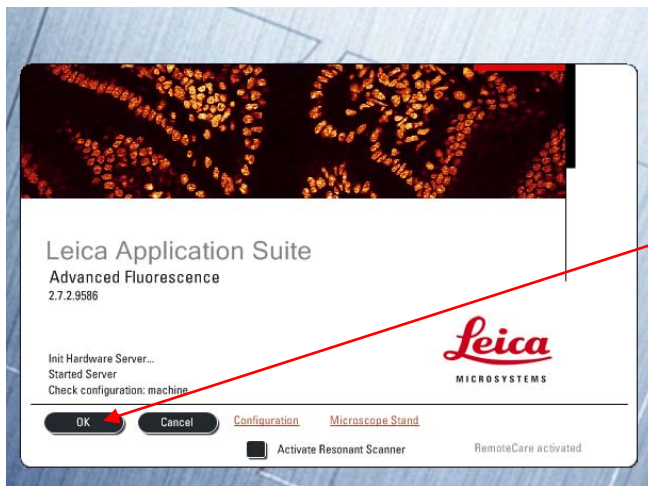 Leica Application Suite
Advanced Fluorescence
2.7.2.9586
Leica
MICROSYSTEMS
Init Hardware Server...
Started Server
Check configuration: machine
OK Cancel Configuration Microscope Stand
Activate Resonant Scanner RemoteCare activated